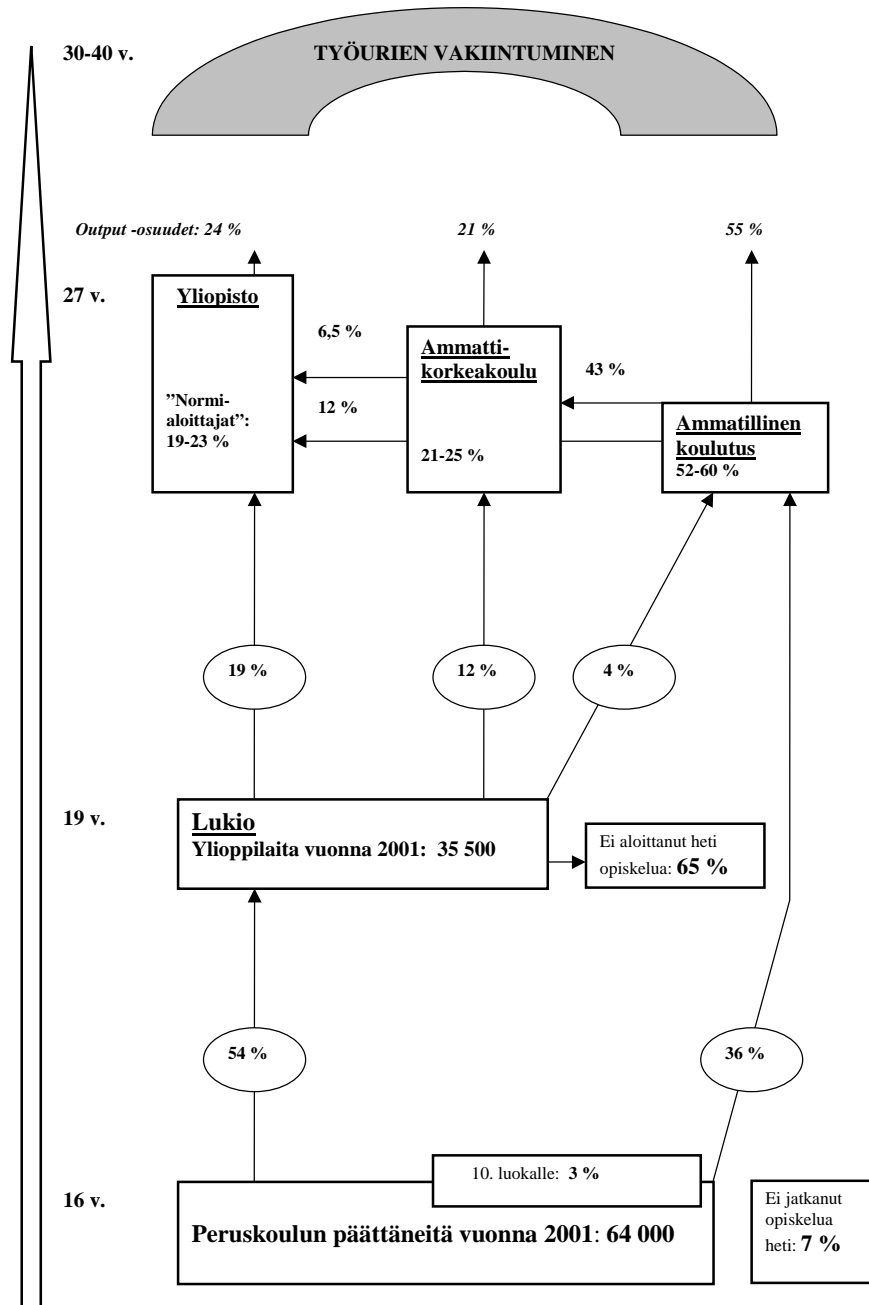 30-40 v.
TYÖURIEN VAKIINTUMINEN
Output -osuudet: 24 %
21 %
55 %
27 v.
Yliopisto
”Normi-
aloittajat”:
19-23 %
6,5 %
12 %
Ammatti-
korkeakoulu
21-25 %
43 %
Ammatillinen
koulutus
52-60 %
19 %
12 %
4 %
19 v.
Lukio
Ylioppilaita vuonna 2001: 35 500
Ei aloittanut heti
opiskelua: 65 %
54 %
36 %
16 v.
10. luokalle: 3 %
Peruskoulun päättäneitä vuonna 2001: 64 000
Ei jatkanut
opiskelua
heti: 7 %